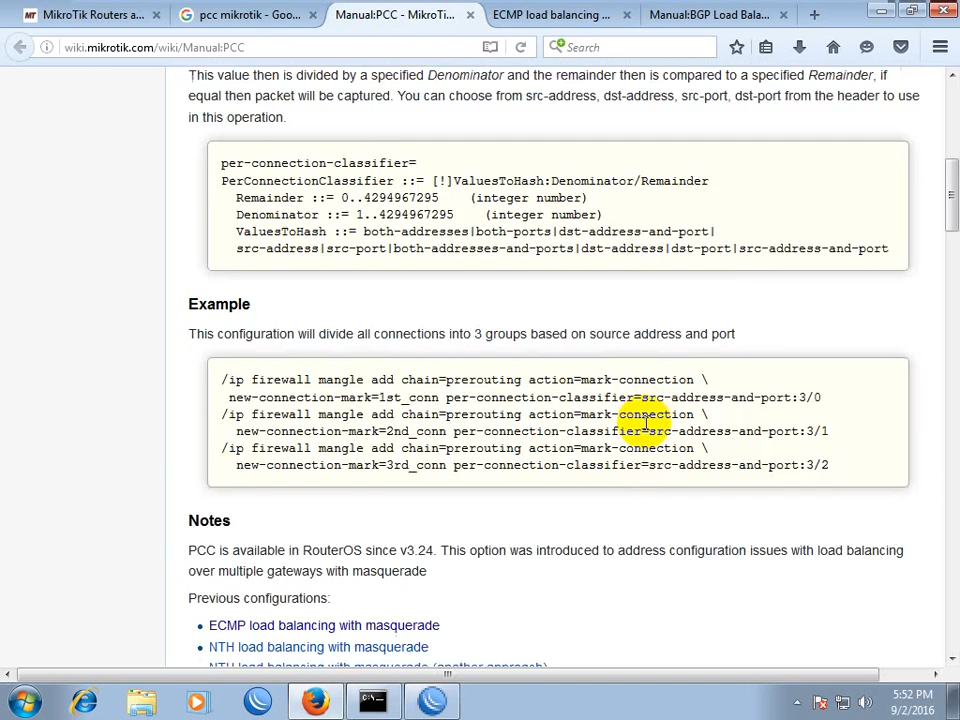 MikroTik Routers a...
pcc mikrotik - Goo...
Manual:PCC - MikroTi...
ECMP load balancing ...
Manual:BGP Load Bala...
wiki.mikrotik.com/wiki/Manual:PCC
Search
This value then is divided by a specified Denominator and the remainder then is compared to a specified Remainder, if
equal then packet will be captured. You can choose from src-address, dst-address, src-port, dst-port from the header to use
in this operation.
per-connection-classifier=
PerConnectionClassifier ::= [!]ValuesToHash:Denominator/Remainder
Remainder ::= 0..4294967295    (integer number)
Denominator ::= 1..4294967295    (integer number)
ValuesToHash ::= both-addresses|both-ports|dst-address-and-port|
src-address|src-port|both-addresses-and-ports|dst-address|dst-port|src-address-and-port
Example
This configuration will divide all connections into 3 groups based on source address and port
/ip firewall mangle add chain=prerouting action=mark-connection \
new-connection-mark=1st_conn per-connection-classifier=src-address-and-port:3/0
/ip firewall mangle add chain=prerouting action=mark-connection \
new-connection-mark=2nd_conn per-connection-classifier=src-address-and-port:3/1
/ip firewall mangle add chain=prerouting action=mark-connection \
new-connection-mark=3rd_conn per-connection-classifier=src-address-and-port:3/2
Notes
PCC is available in RouterOS since v3.24. This option was introduced to address configuration issues with load balancing
over multiple gateways with masquerade
Previous configurations:
ECMP load balancing with masquerade
NTH load balancing with masquerade
NTH load balancing with masquerade (another approach)
5:52 PM
9/2/2016